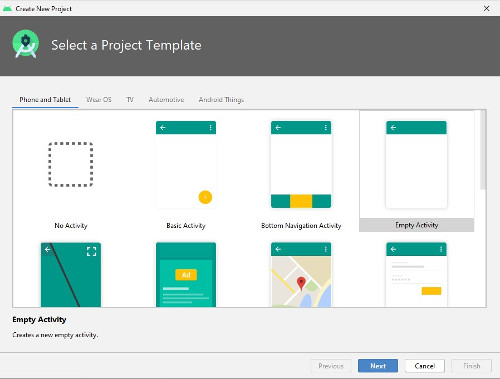 Create New Project
Select a Project Template
Phone and Tablet Wear OS TV Automotive Android Things
No Activity Basic Activity Bottom Navigation Activity Empty Activity
Ad
Empty Activity
Creates a new empty activity.
Previous Next Cancel Finish